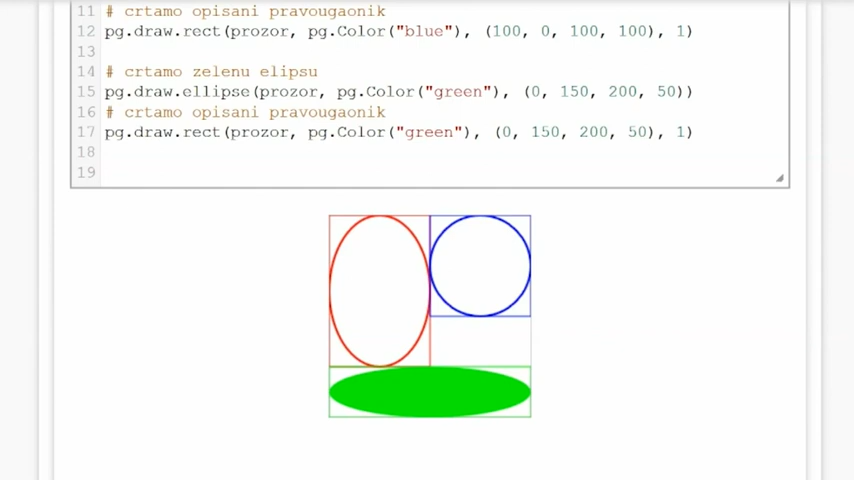 11 # crtamo opisani pravougaonik
12 pg.draw.rect(prozor, pg.Color("blue"), (100, 0, 100, 100), 1)
13
14 # crtamo zelenu elipsu
15 pg.draw.ellipse(prozor, pg.Color("green"), (0, 150, 200, 50))
16 # crtamo opisani pravougaonik
17 pg.draw.rect(prozor, pg.Color("green"), (0, 150, 200, 50), 1)
18
19